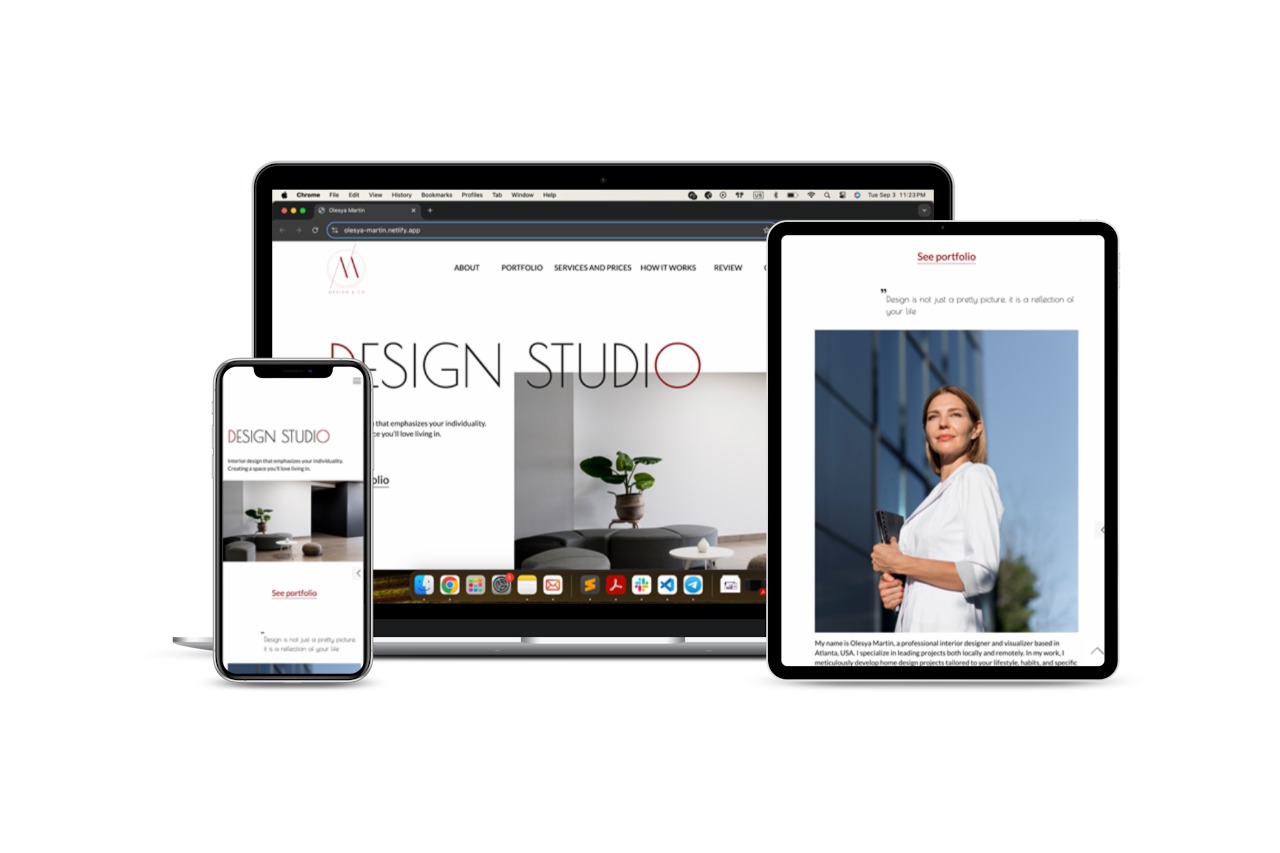 Chrome File Edit View History Bookmarks Profiles Tab Window Help
US Tue Sep 3 11:23 PM
Olesya Martin
olesya-martin.netlify.app
DESIGN & CO
ABOUT PORTFOLIO SERVICES AND PRICES HOW IT WORKS REVIEW
DESIGN STUDIO
that emphasizes your individuality.
ce you'll love living in.
olio
DESIGN STUDIO
Interior design that emphasizes your individuality.
Creating a space you'll love living in.
See portfolio
Design is not just a pretty picture,
it is a reflection of your life
See portfolio
Design is not just a pretty picture, it is a reflection of
your life
My name is Olesya Martin, a professional interior designer and visualizer based in
Atlanta, USA. I specialize in leading projects both locally and remotely. In my work, I
meticulously develop home design projects tailored to your lifestyle, habits, and specific